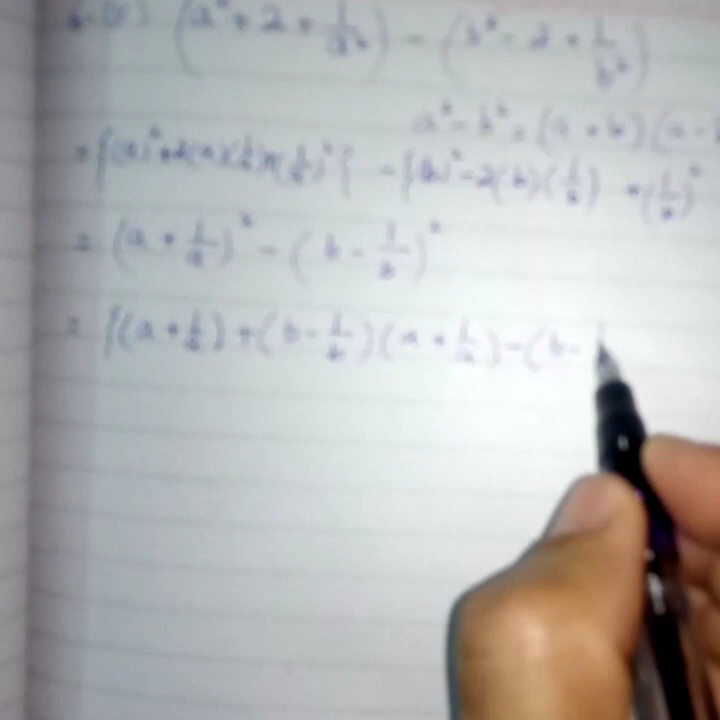 (a² + 2 + 1/a²) - (b² - 2 + 1/b²)
a² - b² = (a + b)(a -
= {(a)² + 2(a)(1/a) + (1/a)²} - {(b)² - 2(b)(1/b) + (1/b)²
= (a + 1/a)² - (b - 1/b)²
= {(a + 1/a) + (b - 1/b)(a + 1/a) - (b -